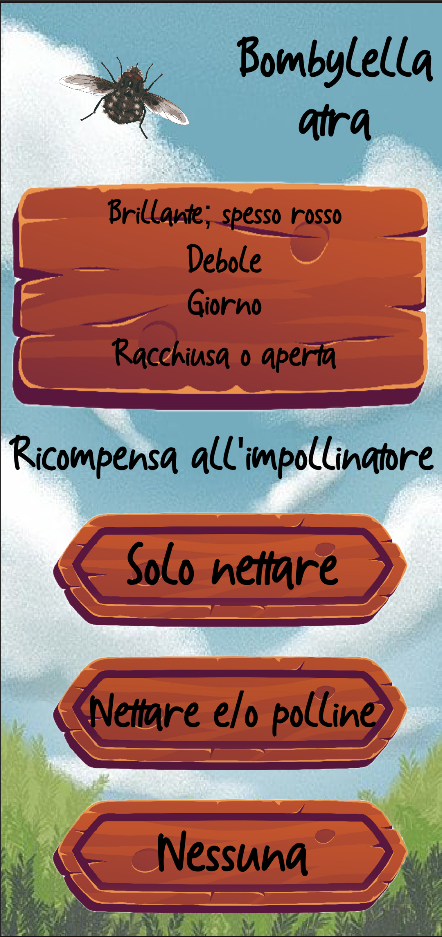 Bombylella
atra
Brillante; spesso rosso
Debole
Giorno
Racchiusa o aperta
Ricompensa all'impollinatore
Solo nettare
Nettare e/o polline
Nessuna